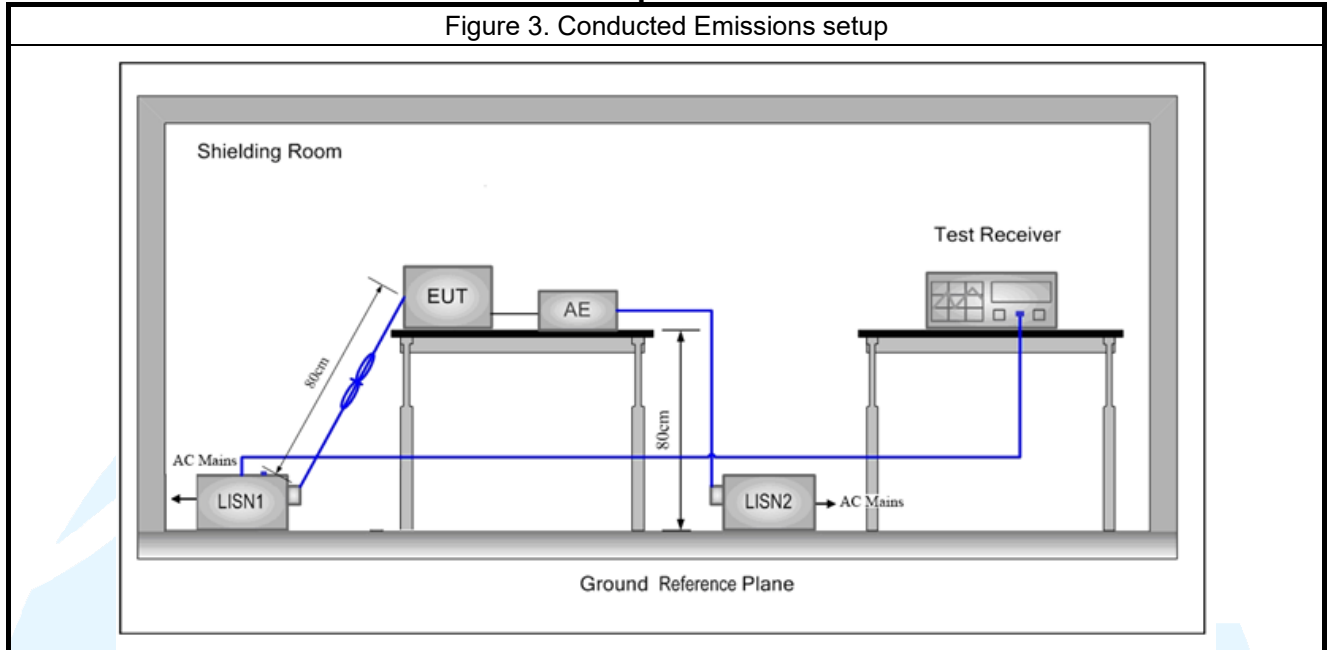 Figure 3. Conducted Emissions setup
Shielding Room
Test Receiver
EUT
AE
80cm
80cm
AC Mains
LISN1
LISN2
AC Mains
Ground Reference Plane